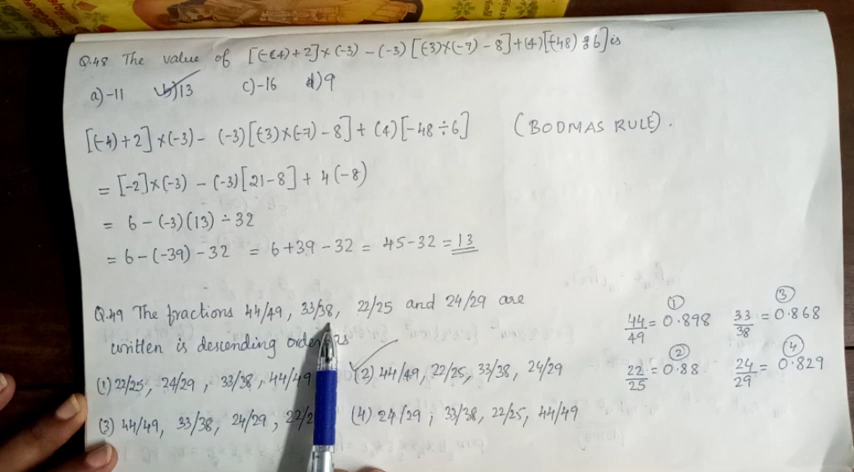 Q.48 The value of [(-4)+2]×(-3) - (-3)[(-3)×(-7) - 8]+(4)[(-48)÷6] is
a) -11 b) 13 c) -16 d) 9
[(-4)+2]×(-3) - (-3)[(-3)×(-7) - 8] + (4)[-48÷6] (BODMAS RULE).
= [-2]×(-3) - (-3)[21-8] + 4(-8)
= 6 - (-3)(13) - 32
= 6 - (-39) - 32 = 6+39-32 = 45-32 = 13
Q.49 The fractions 44/49, 33/38, 22/25 and 24/29 are
written is descending order
(1) 22/25, 24/29, 33/38, 44/49 (2) 44/49, 22/25, 33/38, 24/29
(3) 44/49, 33/38, 24/29, (4) 24/29, 33/38, 22/25, 44/49
① ③
44/49 = 0.898 33/38 = 0.868
② ④
22/25 = 0.88 24/29 = 0.829